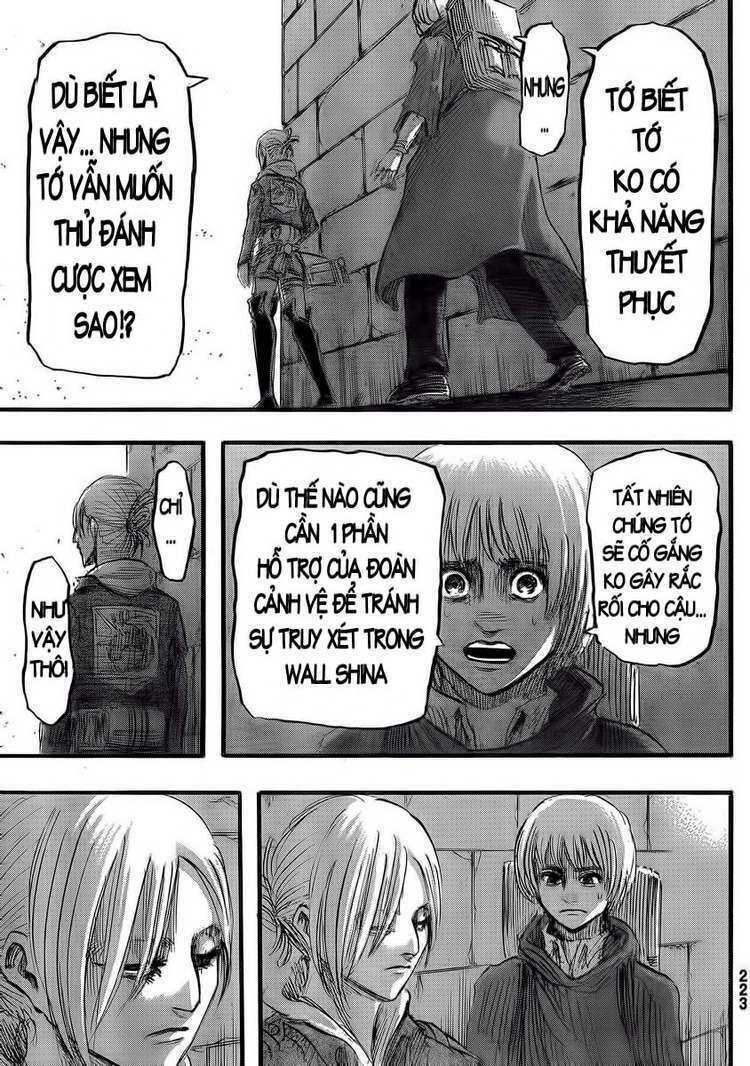 TỚ BIẾT
TỚ
KO CÓ
KHẢ NĂNG
THUYẾT
PHỤC
NHƯNG
...
DÙ BIẾT LÀ
VẬY... NHƯNG
TỚ VẪN MUỐN
THỬ ĐÁNH
CƯỢC XEM
SAO!?
TẤT NHIÊN
CHÚNG TỚ
SẼ CỐ GẮNG
KO GÂY RẮC
RỐI CHO CẬU...
NHƯNG
DÙ THẾ NÀO CŨNG
CẦN 1 PHẦN
HỖ TRỢ CỦA ĐOÀN
CẢNH VỆ ĐỂ TRÁNH
SỰ TRUY XÉT TRONG
WALL SHINA
CHỈ
...
NHƯ
VẬY
THÔI
223